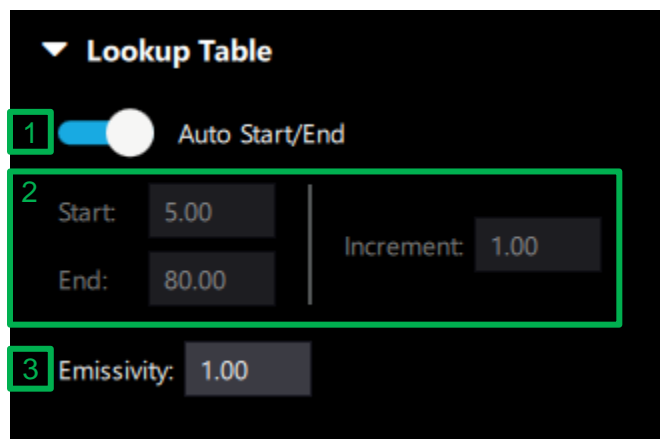 Lookup Table
1 Auto Start/End
2
Start: 5.00
Increment: 1.00
End: 80.00
3 Emissivity: 1.00